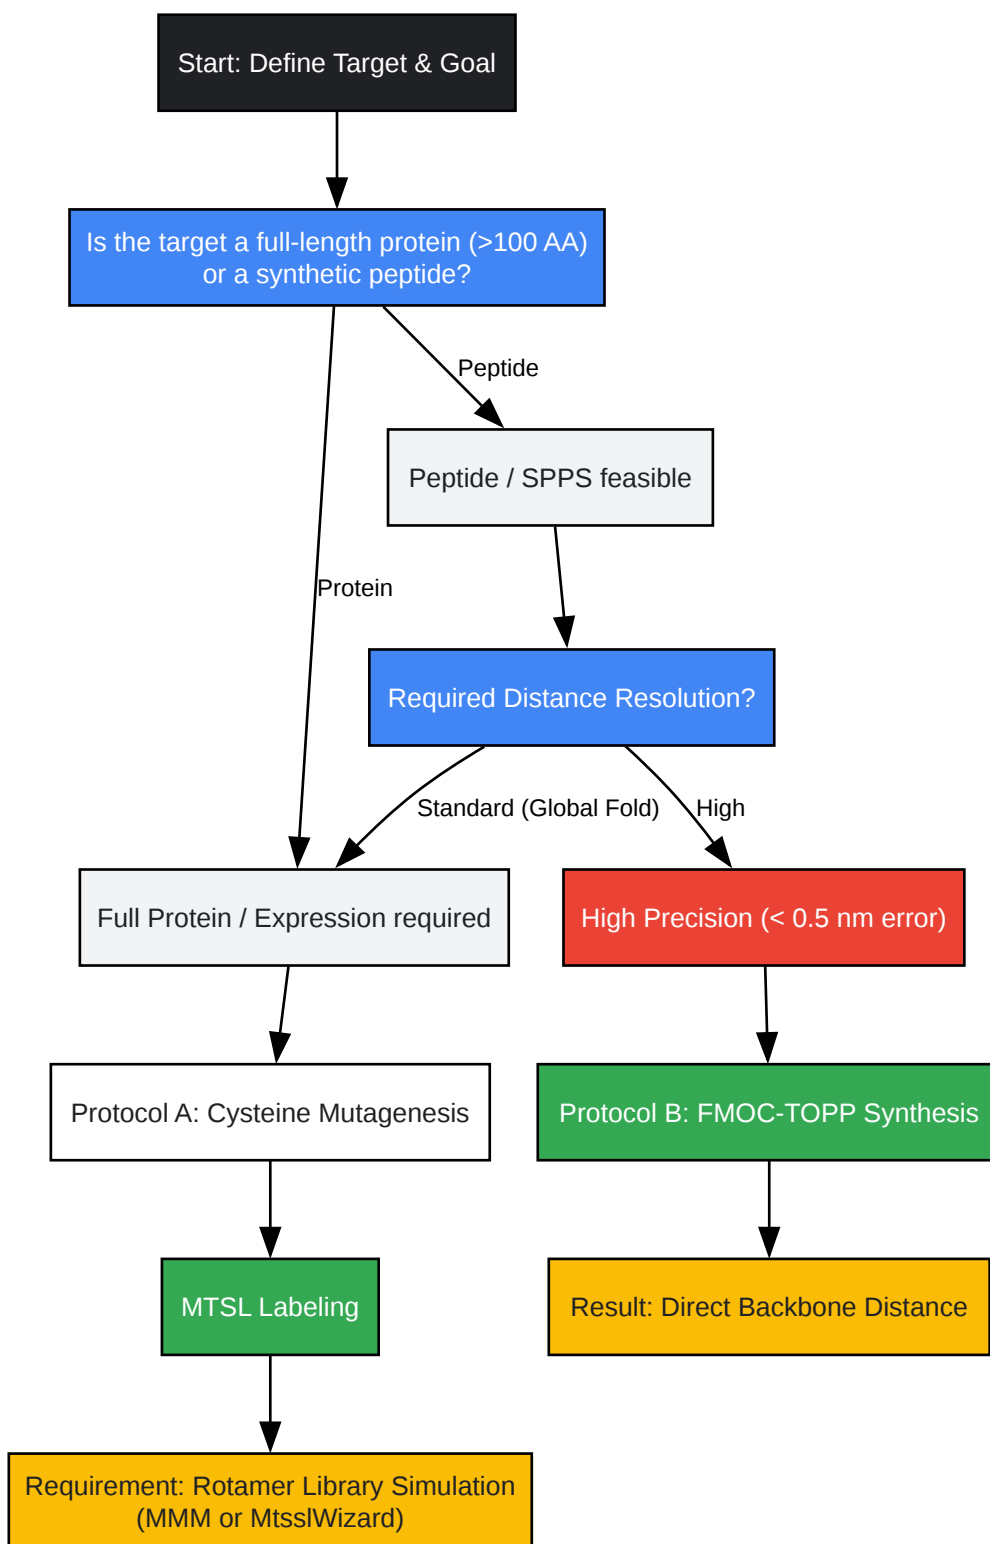 Start: Define Target & Goal
Is the target a full-length protein (>100 AA)
or a synthetic peptide?
Peptide
Peptide / SPPS feasible
Protein
Required Distance Resolution?
Standard (Global Fold)
High
Full Protein / Expression required
High Precision (< 0.5 nm error)
Protocol A: Cysteine Mutagenesis
Protocol B: FMOC-TOPP Synthesis
MTSL Labeling
Result: Direct Backbone Distance
Requirement: Rotamer Library Simulation
(MMM or MtsslWizard)